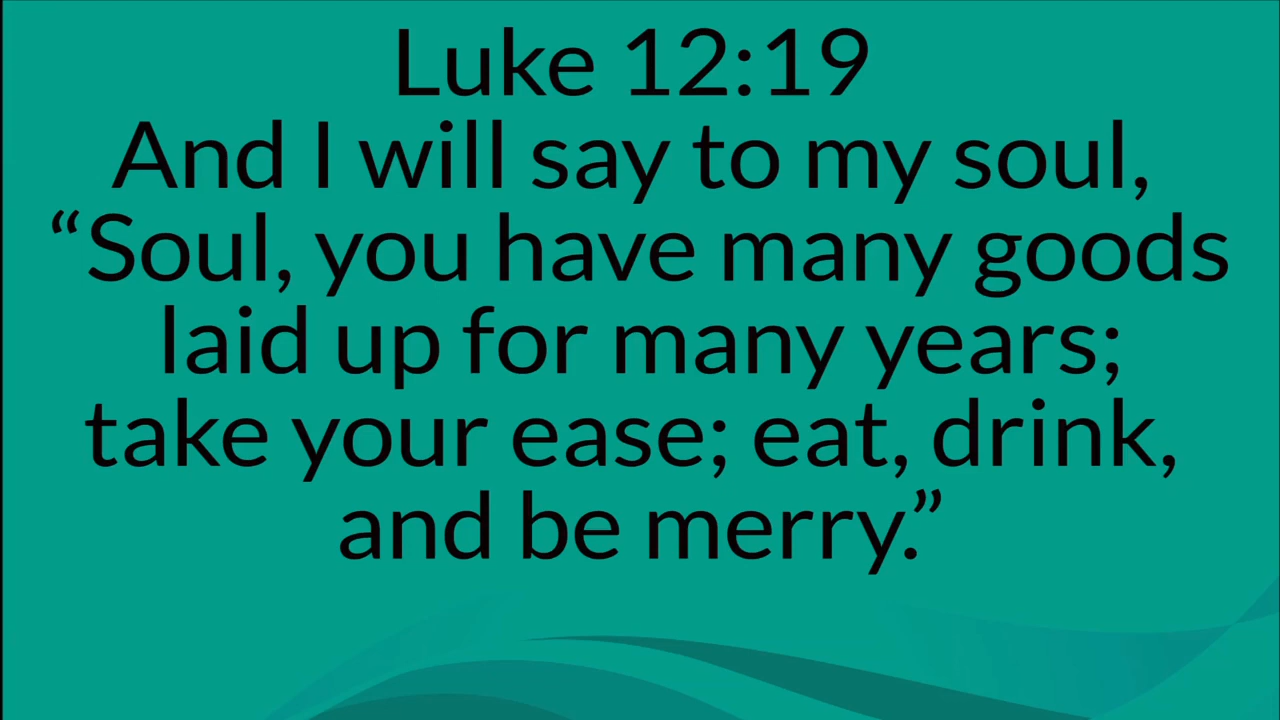 Luke 12:19
And I will say to my soul,
“Soul, you have many goods
laid up for many years;
take your ease; eat, drink,
and be merry.”